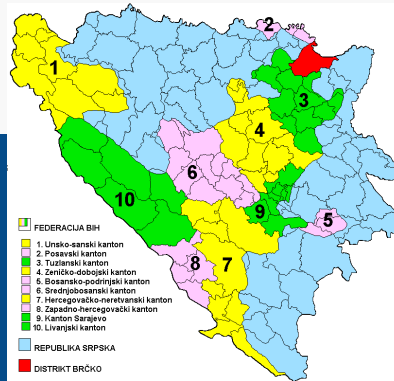 1
2
3
4
5
6
7
8
9
10
FEDERACIJA BIH
1. Unsko-sanski kanton
2. Posavski kanton
3. Tuzlanski kanton
4. Zeničko-dobojski kanton
5. Bosansko-podrinjski kanton
6. Srednjobosanski kanton
7. Hercegovačko-neretvanski kanton
8. Zapadno-hercegovački kanton
9. Kanton Sarajevo
10. Livanjski kanton
REPUBLIKA SRPSKA
DISTRIKT BRČKO